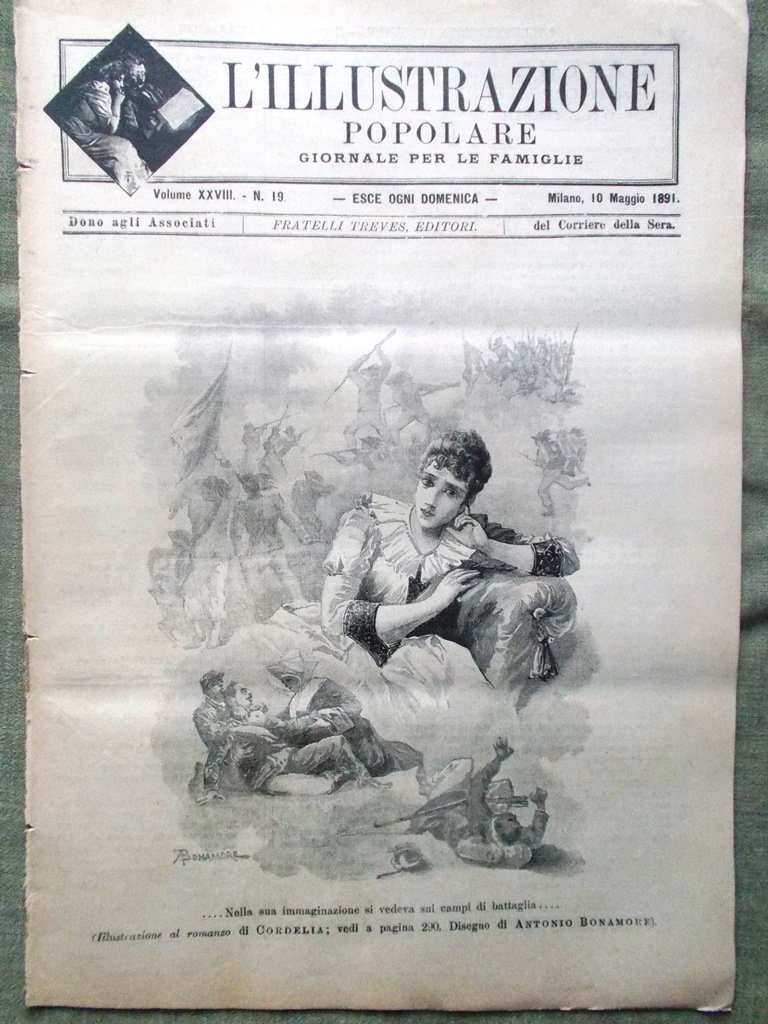 L'ILLUSTRAZIONE
POPOLARE
GIORNALE PER LE FAMIGLIE
Volume XXVIII. - N. 19. — ESCE OGNI DOMENICA — Milano, 10 Maggio 1891.
Dono agli Associati FRATELLI TREVES, EDITORI. del Corriere della Sera.
ABONAMORE
....Nella sua immaginazione si vedeva sui campi di battaglia....
(Illustrazione al romanzo di CORDELIA; vedi a pagina 290. Disegno di ANTONIO BONAMORE).